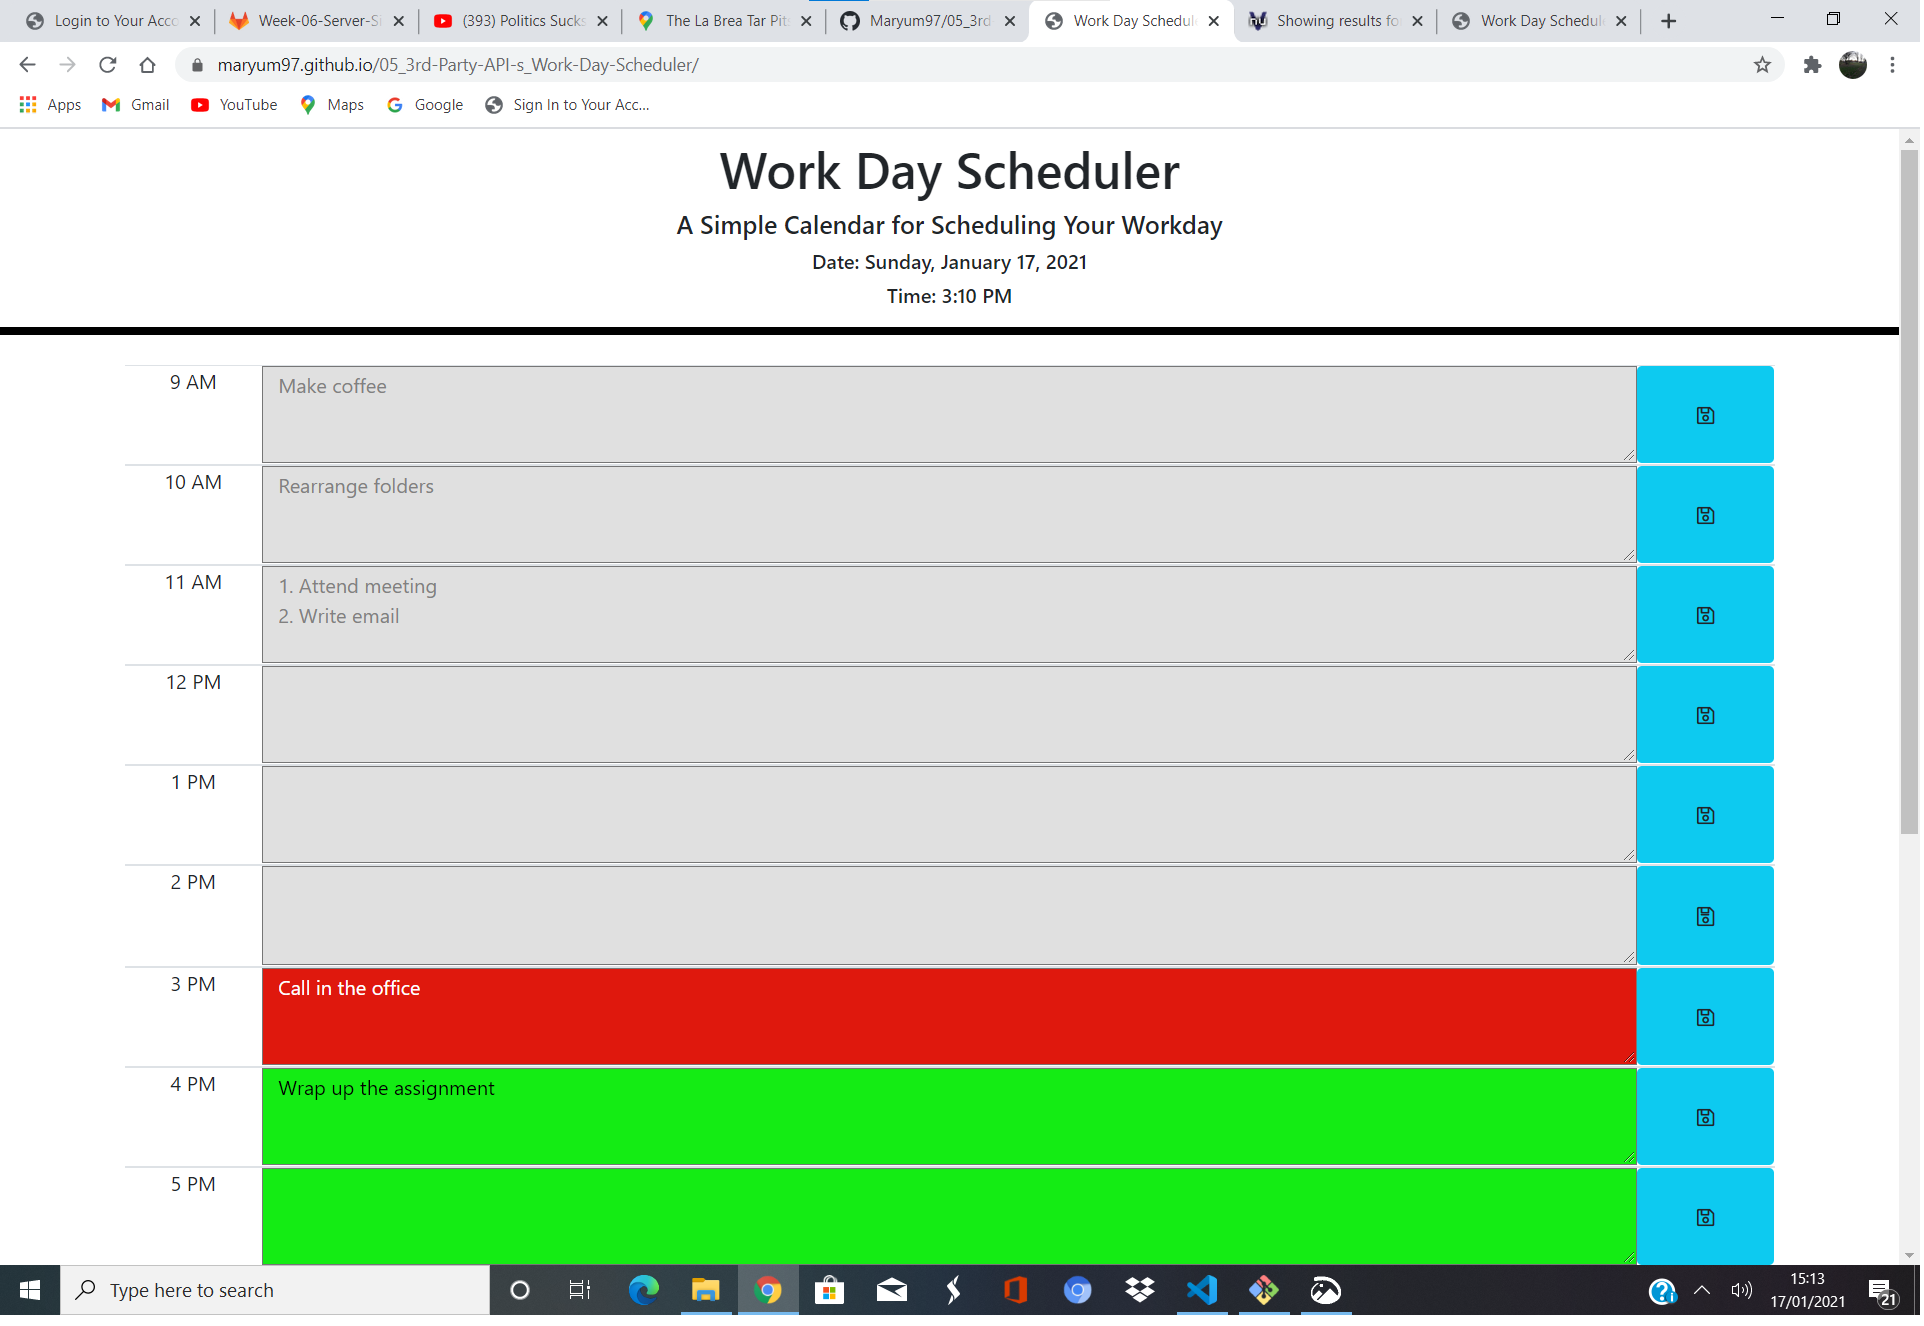 Login to Your Acco
Week-06-Server-Si
(393) Politics Sucks
The La Brea Tar Pits
Maryum97/05_3rd
Work Day Schedule
Showing results fo
Work Day Schedule
maryum97.github.io/05_3rd-Party-API-s_Work-Day-Scheduler/
Apps
Gmail
YouTube
Maps
Google
Sign In to Your Acc...
Work Day Scheduler
A Simple Calendar for Scheduling Your Workday
Date: Sunday, January 17, 2021
Time: 3:10 PM
9 AM
Make coffee
10 AM
Rearrange folders
11 AM
1. Attend meeting
2. Write email
12 PM
1 PM
2 PM
3 PM
Call in the office
4 PM
Wrap up the assignment
5 PM
Type here to search
15:13
17/01/2021
21